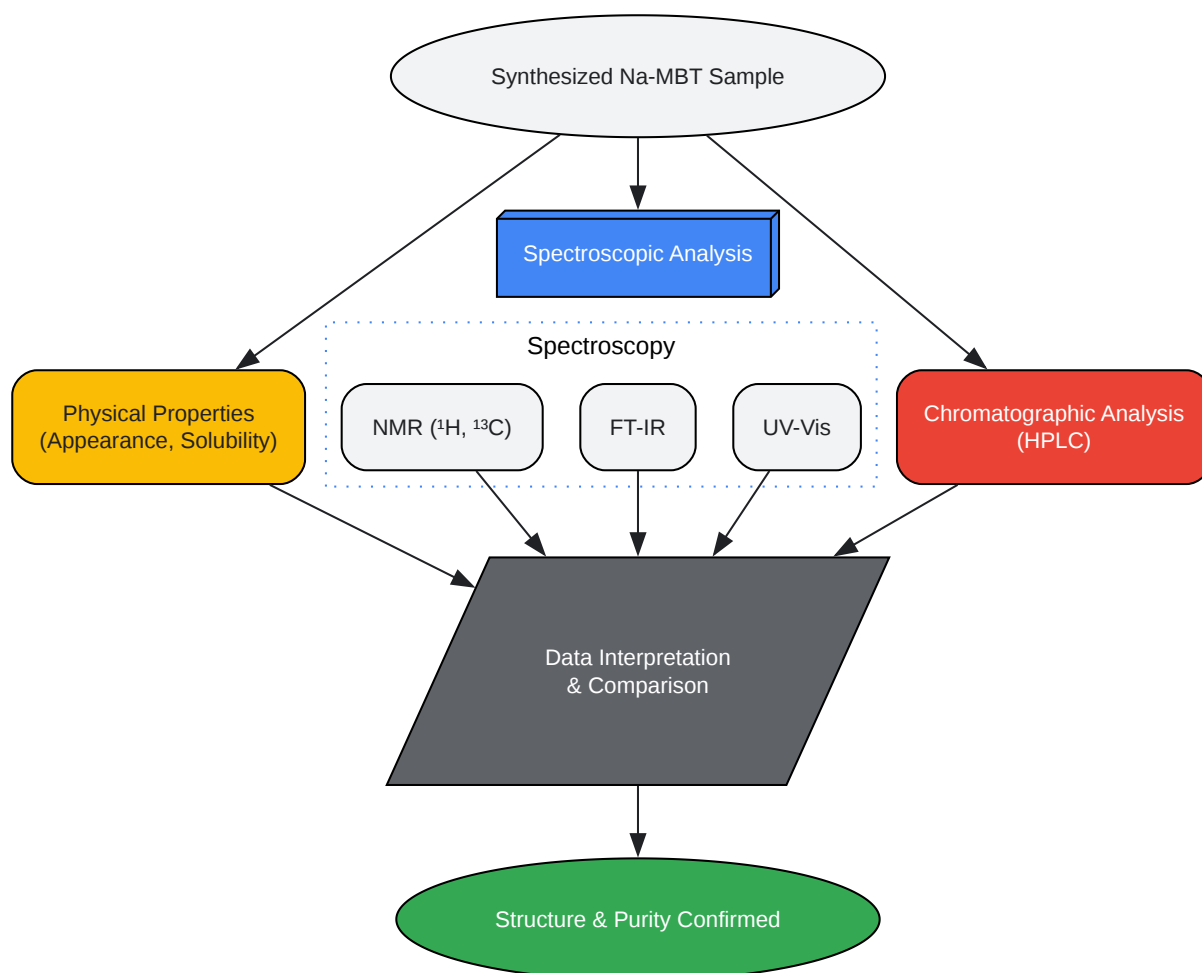 Synthesized Na-MBT Sample
Spectroscopic Analysis
Spectroscopy
Physical Properties
(Appearance, Solubility)
NMR (¹H, ¹³C)
FT-IR
UV-Vis
Chromatographic Analysis
(HPLC)
Data Interpretation
& Comparison
Structure & Purity Confirmed